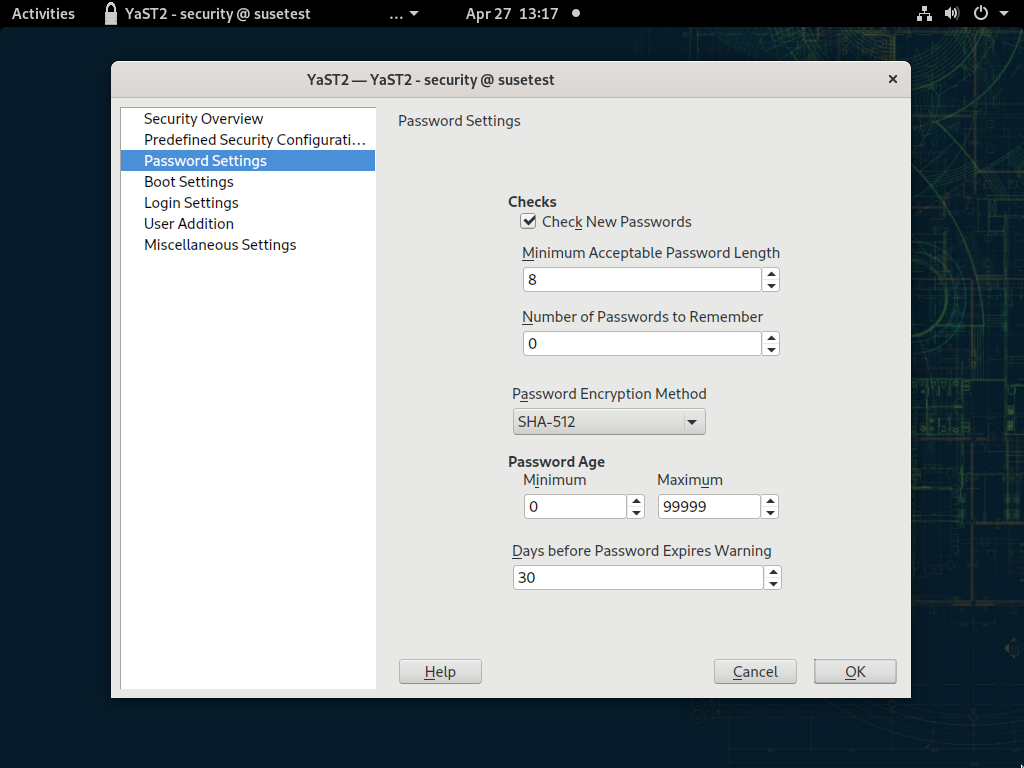 Activities YaST2 - security @ susetest ... Apr 27 13:17
YaST2 — YaST2 - security @ susetest
Security Overview
Predefined Security Configurati…
Password Settings
Boot Settings
Login Settings
User Addition
Miscellaneous Settings
Password Settings
Checks
Check New Passwords
Minimum Acceptable Password Length
8
Number of Passwords to Remember
0
Password Encryption Method
SHA-512
Password Age
Minimum Maximum
0 99999
Days before Password Expires Warning
30
Help Cancel OK